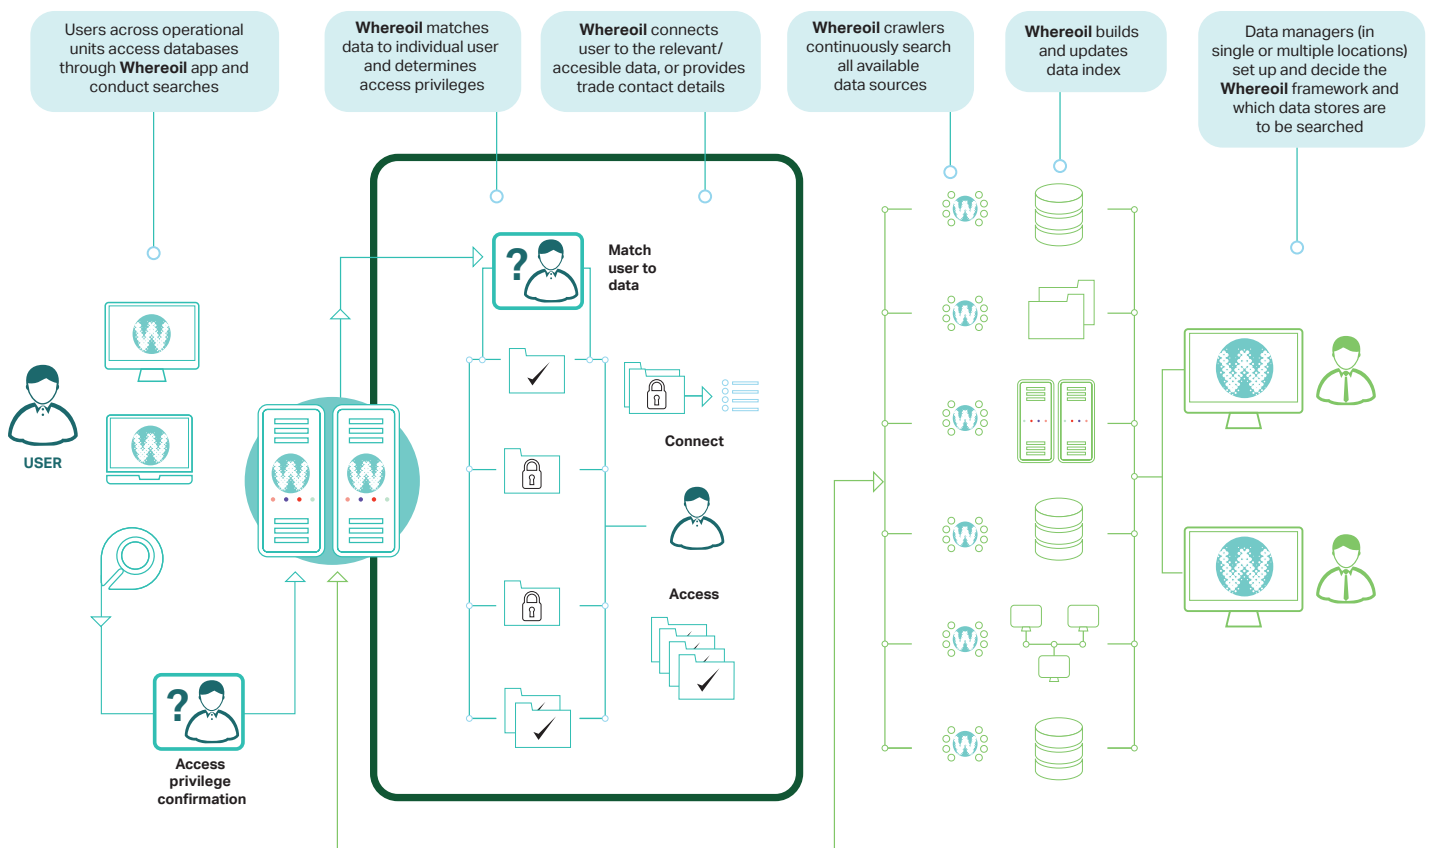 Users across operational
units access databases
through Whereoil app and
conduct searches
Whereoil matches
data to individual user
and determines
access privileges
Whereoil connects
user to the relevant/
accesible data, or provides
trade contact details
Whereoil crawlers
continuously search
all available
data sources
Whereoil builds
and updates
data index
Data managers (in
single or multiple locations)
set up and decide the
Whereoil framework and
which data stores are
to be searched
?
Match
user to
data
W
W
USER
W
W
Connect
Access
?
Access
privilege
confirmation
W
W
W
W
W
W
W
W